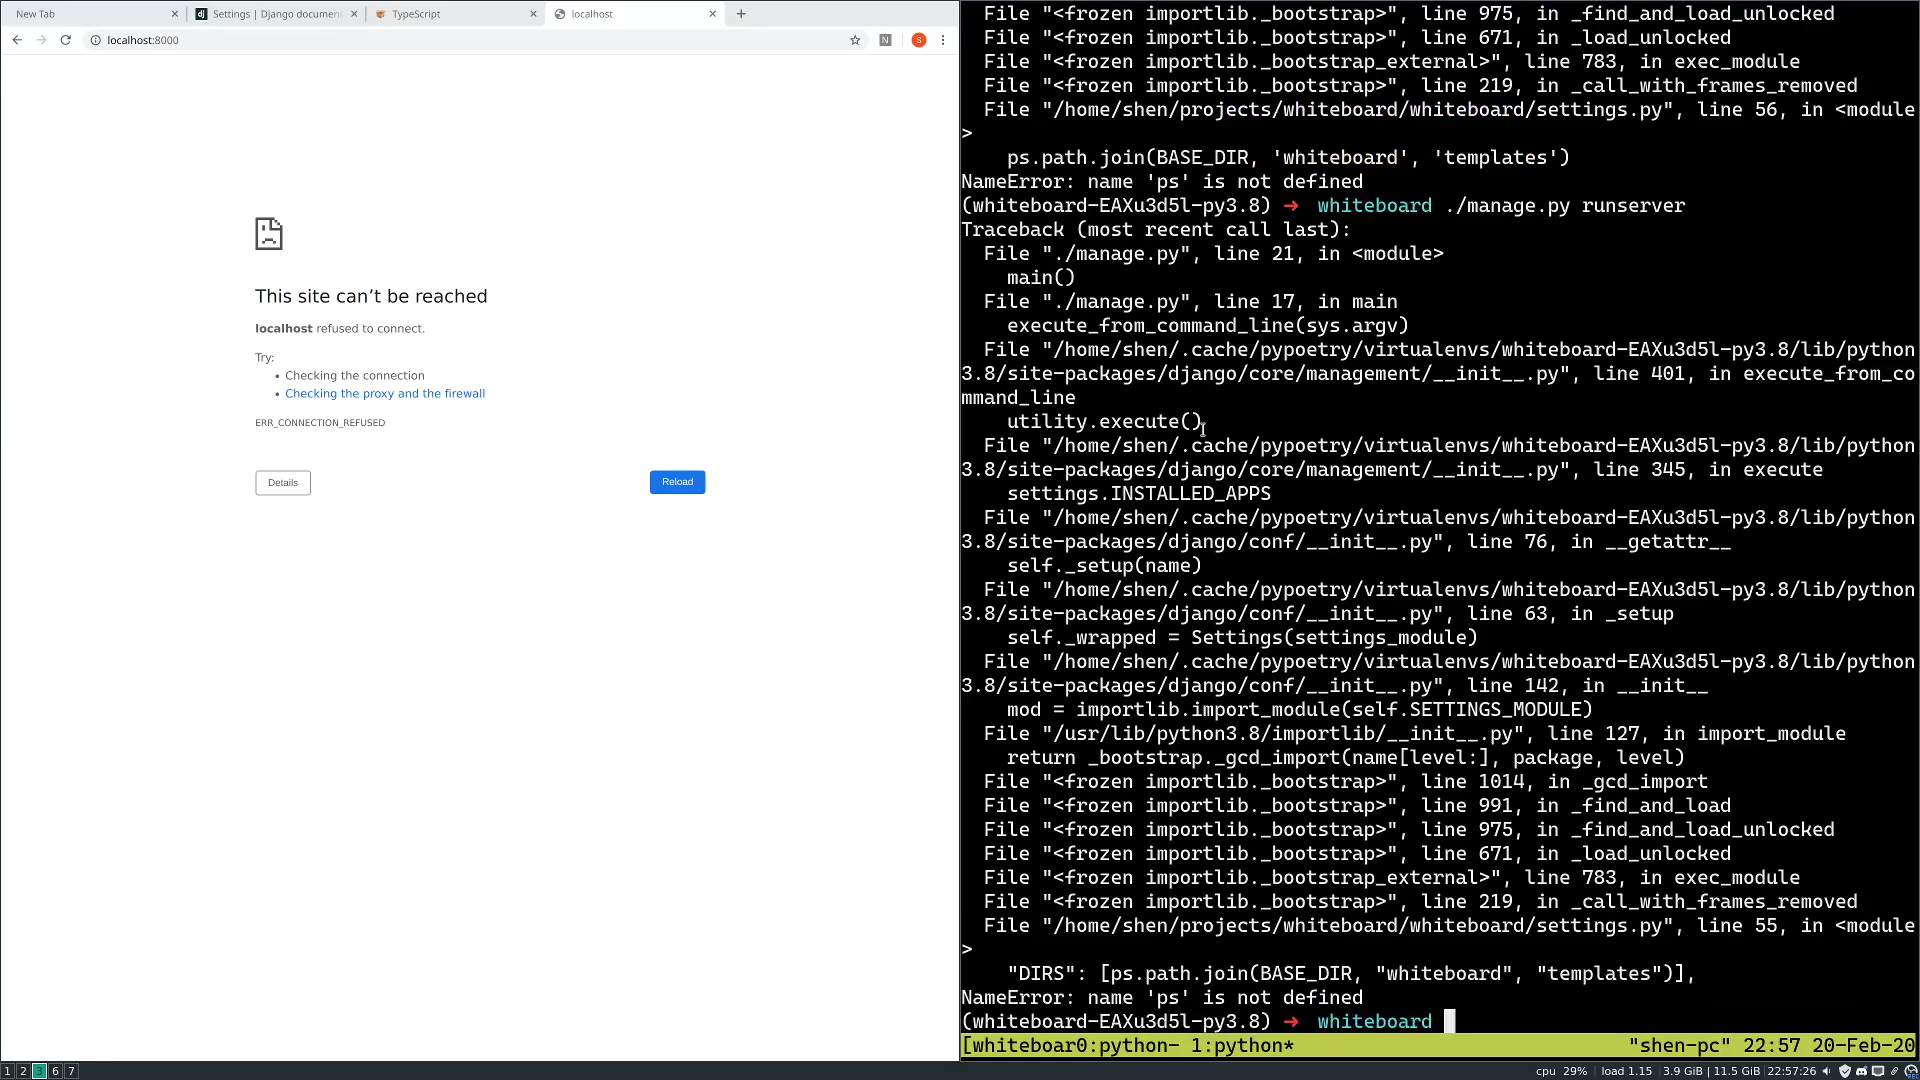 New Tab
Settings | Django documen
TypeScript
localhost
localhost:8000
N
S
This site can’t be reached
localhost refused to connect.
Try:
• Checking the connection
• Checking the proxy and the firewall
ERR_CONNECTION_REFUSED
Details
Reload
File "<frozen importlib._bootstrap>", line 975, in _find_and_load_unlocked
File "<frozen importlib._bootstrap>", line 671, in _load_unlocked
File "<frozen importlib._bootstrap_external>", line 783, in exec_module
File "<frozen importlib._bootstrap>", line 219, in _call_with_frames_removed
File "/home/shen/projects/whiteboard/whiteboard/settings.py", line 56, in <module
>
ps.path.join(BASE_DIR, 'whiteboard', 'templates')
NameError: name 'ps' is not defined
(whiteboard-EAXu3d5l-py3.8) → whiteboard ./manage.py runserver
Traceback (most recent call last):
File "./manage.py", line 21, in <module>
main()
File "./manage.py", line 17, in main
execute_from_command_line(sys.argv)
File "/home/shen/.cache/pypoetry/virtualenvs/whiteboard-EAXu3d5l-py3.8/lib/python
3.8/site-packages/django/core/management/__init__.py", line 401, in execute_from_co
mmand_line
utility.execute()
File "/home/shen/.cache/pypoetry/virtualenvs/whiteboard-EAXu3d5l-py3.8/lib/python
3.8/site-packages/django/core/management/__init__.py", line 345, in execute
settings.INSTALLED_APPS
File "/home/shen/.cache/pypoetry/virtualenvs/whiteboard-EAXu3d5l-py3.8/lib/python
3.8/site-packages/django/conf/__init__.py", line 76, in __getattr__
self._setup(name)
File "/home/shen/.cache/pypoetry/virtualenvs/whiteboard-EAXu3d5l-py3.8/lib/python
3.8/site-packages/django/conf/__init__.py", line 63, in _setup
self._wrapped = Settings(settings_module)
File "/home/shen/.cache/pypoetry/virtualenvs/whiteboard-EAXu3d5l-py3.8/lib/python
3.8/site-packages/django/conf/__init__.py", line 142, in __init__
mod = importlib.import_module(self.SETTINGS_MODULE)
File "/usr/lib/python3.8/importlib/__init__.py", line 127, in import_module
return _bootstrap._gcd_import(name[level:], package, level)
File "<frozen importlib._bootstrap>", line 1014, in _gcd_import
File "<frozen importlib._bootstrap>", line 991, in _find_and_load
File "<frozen importlib._bootstrap>", line 975, in _find_and_load_unlocked
File "<frozen importlib._bootstrap>", line 671, in _load_unlocked
File "<frozen importlib._bootstrap_external>", line 783, in exec_module
File "<frozen importlib._bootstrap>", line 219, in _call_with_frames_removed
File "/home/shen/projects/whiteboard/whiteboard/settings.py", line 55, in <module
>
"DIRS": [ps.path.join(BASE_DIR, "whiteboard", "templates")],
NameError: name 'ps' is not defined
(whiteboard-EAXu3d5l-py3.8) → whiteboard
[whiteboar0:python- 1:python* "shen-pc" 22:57 20-Feb-20
1 2 3 6 7
cpu 29% | load 1.15 | 3.9 GiB | 11.5 GiB | 22:57:26